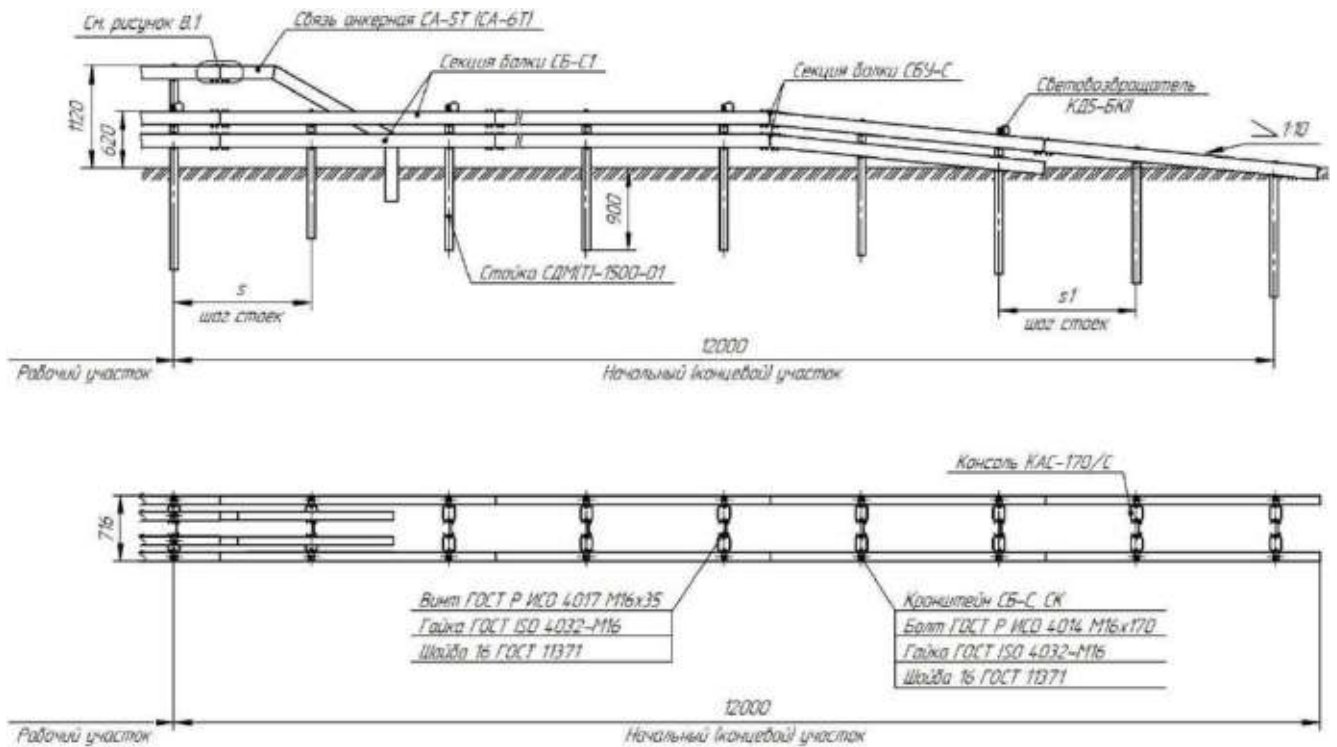 См. рисунок В.1
Связь анкерная СА-5Т (СА-6Т)
Секция балки СБ-С1
Секция балки СБУ-С
Световозвращатель
КД5-БКII
1:10
1120
620
900
Стойка СДМ(Т)-1500-01
s
шаг стоек
s1
шаг стоек
12000
Рабочий участок
Начальный (концевой) участок
Консоль КАС-170/С
716
Винт ГОСТ Р ИСО 4017 М16х35
Гайка ГОСТ ISO 4032-М16
Шайба 16 ГОСТ 11371
Кронштейн СБ-С, СК
Болт ГОСТ Р ИСО 4014 М16х170
Гайка ГОСТ ISO 4032-М16
Шайба 16 ГОСТ 11371
12000
Рабочий участок
Начальный (концевой) участок